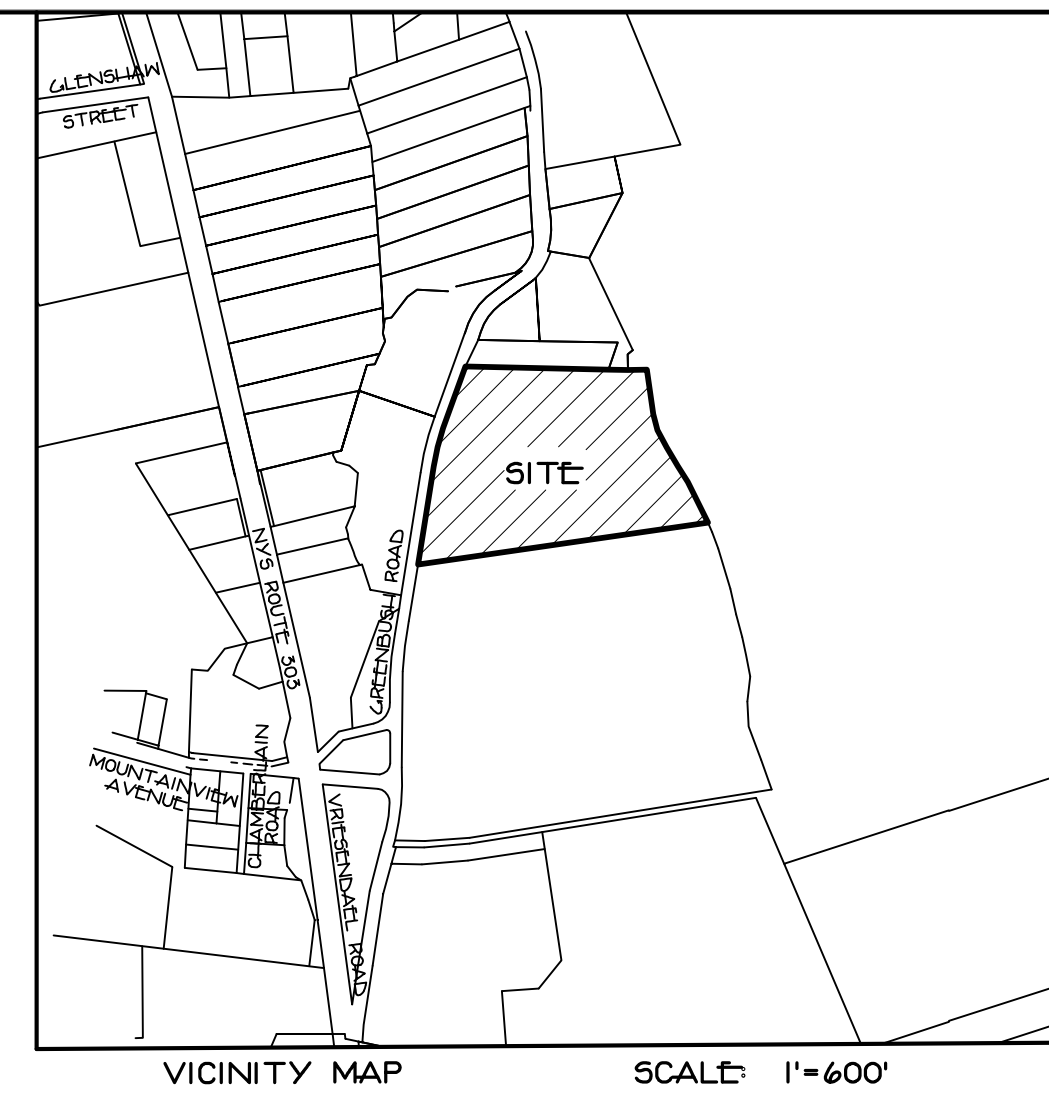 GLENSHAW
STREET
SITE
NYS ROUTE 303
GREENBUSH ROAD
MOUNTAINVIEW
AVENUE
CHAMBERLAIN
ROAD
VRIESENDAEL ROAD
VICINITY MAP SCALE: 1'=600'